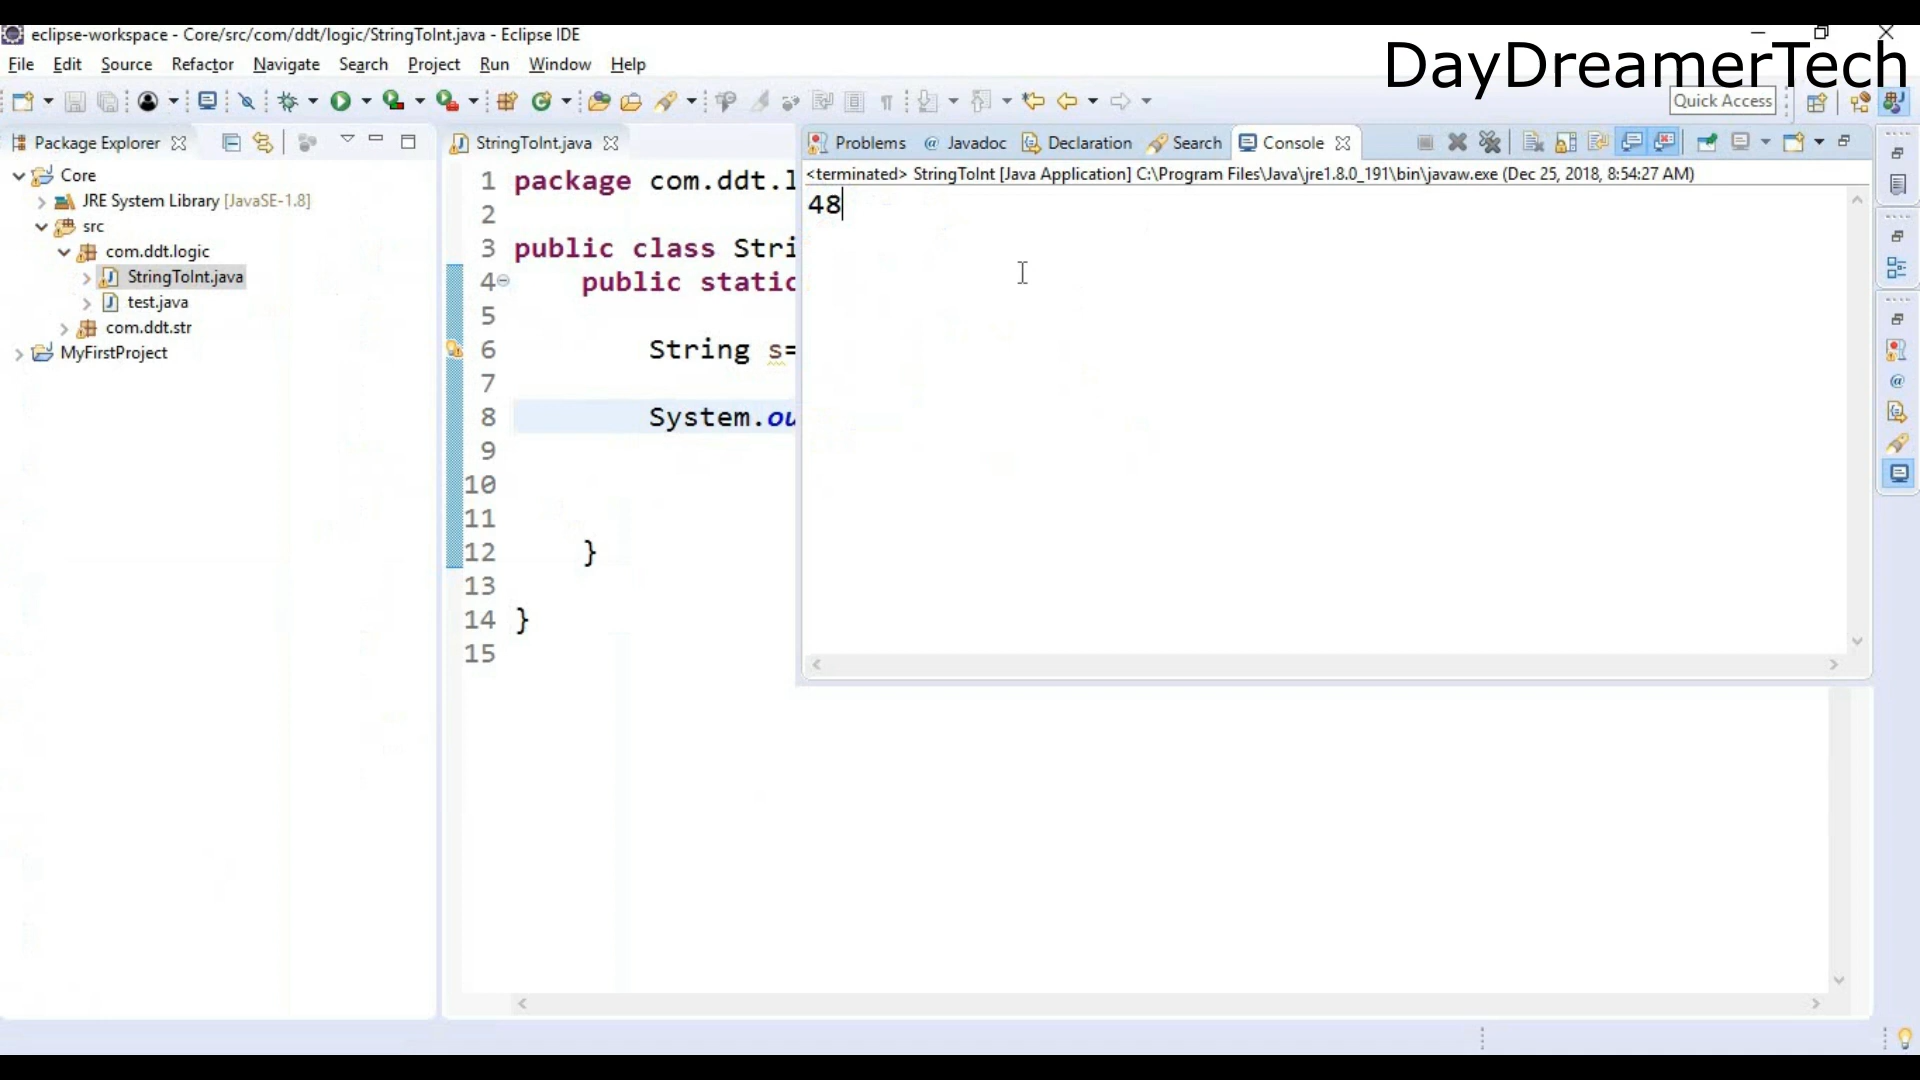 eclipse-workspace - Core/src/com/ddt/logic/StringToInt.java - Eclipse IDE
DayDreamerTech
File Edit Source Refactor Navigate Search Project Run Window Help
Quick Access
Package Explorer
StringToInt.java
Problems @ Javadoc Declaration Search Console
<terminated> StringToInt [Java Application] C:\Program Files\Java\jre1.8.0_191\bin\javaw.exe (Dec 25, 2018, 8:54:27 AM)
48
Core
JRE System Library [JavaSE-1.8]
src
com.ddt.logic
StringToInt.java
test.java
com.ddt.str
MyFirstProject
1 package com.ddt.l
2
3 public class Stri
4 public static
5
6 String s=
7
8 System.ou
9
10
11
12 }
13
14 }
15